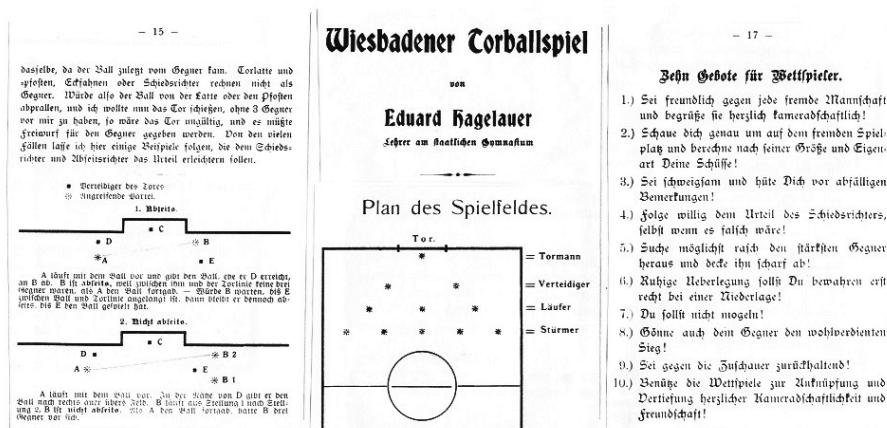 — 15 —
dasselbe, da der Ball zuletzt vom Gegner kam. Torlatte und
-pfosten, Eckfahnen oder Schiedsrichter rechnen nicht als
Gegner. Würde also der Ball von der Latte oder den Pfosten
abprallen, und ich wollte nun das Tor schießen, ohne 3 Gegner
vor mir zu haben, so wäre das Tor ungültig, und es müßte
Freiwurf für den Gegner gegeben werden. Von den vielen
Fällen lasse ich hier einige Beispiele folgen, die dem Schieds-
richter und Abseitsrichter das Urteil erleichtern sollen.
Verteidiger des Tores
Angreifende Partei.
1. Abseits.
C
D
B
A
E
A läuft mit dem Ball vor und gibt den Ball, ehe er D erreicht,
an B ab. B ist abseits, weil zwischen ihm und der Torlinie keine drei
Gegner waren, als A den Ball fortgab. — Würde B warten, bis E
zwischen Ball und Torlinie angelangt ist, dann bleibt er dennoch ab-
seits, bis E den Ball gespielt hat.
2. Nicht abseits.
C
D
B 2
A
E
B 1
A läuft mit dem Ball vor. In der Nähe von D gibt er den
Ball nach rechts quer übers Feld. B läuft aus Stellung 1 nach Stel-
lung 2. B ist nicht abseits. Als A den Ball fortgab, hatte B drei
Gegner vor sich.
Wiesbadener Torballspiel
von
Eduard Hagelauer
Lehrer am staatlichen Gymnasium
Plan des Spielfeldes.
Tor.
= Tormann
= Verteidiger
= Läufer
= Stürmer
— 17 —
Zehn Gebote für Wettspieler.
1.) Sei freundlich gegen jede fremde Mannschaft
und begrüße sie herzlich kameradschaftlich!
2.) Schaue dich genau um auf dem fremden Spiel-
platz und berechne nach seiner Größe und Eigen-
art Deine Schüsse!
3.) Sei schweigsam und hüte Dich vor abfälligen
Bemerkungen!
4.) Folge willig dem Urteil des Schiedsrichters,
selbst wenn es falsch wäre!
5.) Suche möglichst rasch den stärksten Gegner
heraus und decke ihn scharf ab!
6.) Ruhige Ueberlegung sollst Du bewahren erst
recht bei einer Niederlage!
7.) Du sollst nicht mogeln!
8.) Gönne auch dem Gegner den wohlverdienten
Sieg!
9.) Sei gegen die Zuschauer zurückhaltend!
10.) Benütze die Wettspiele zur Anknüpfung und
Vertiefung herzlicher Kameradschaftlichkeit und
Freundschaft!